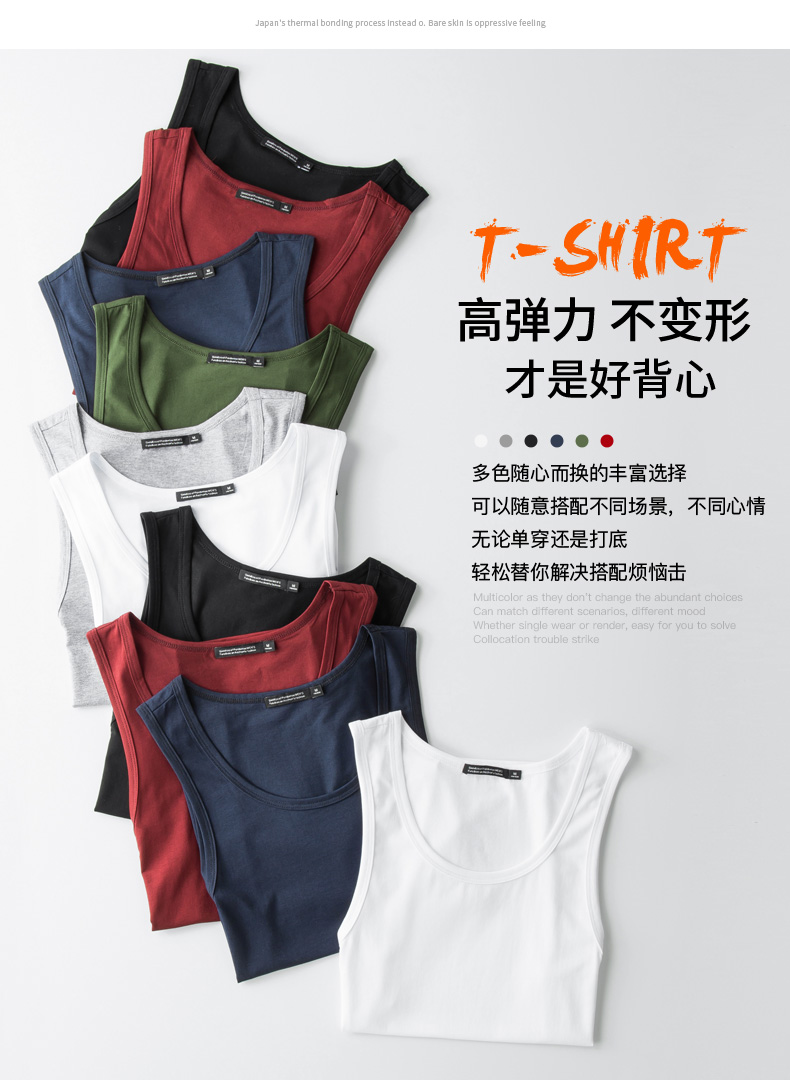 Japan's thermal bonding process instead o. Bare skin is oppressive feeling
T-SHIRT
高弹力 不变形
才是好背心
多色随心而换的丰富选择
可以随意搭配不同场景，不同心情
无论单穿还是打底
轻松替你解决搭配烦恼击
Multicolor as they don't change the abundant choices
Can match different scenarios, different mood
Whether single wear or render, easy for you to solve
Collocation trouble strike